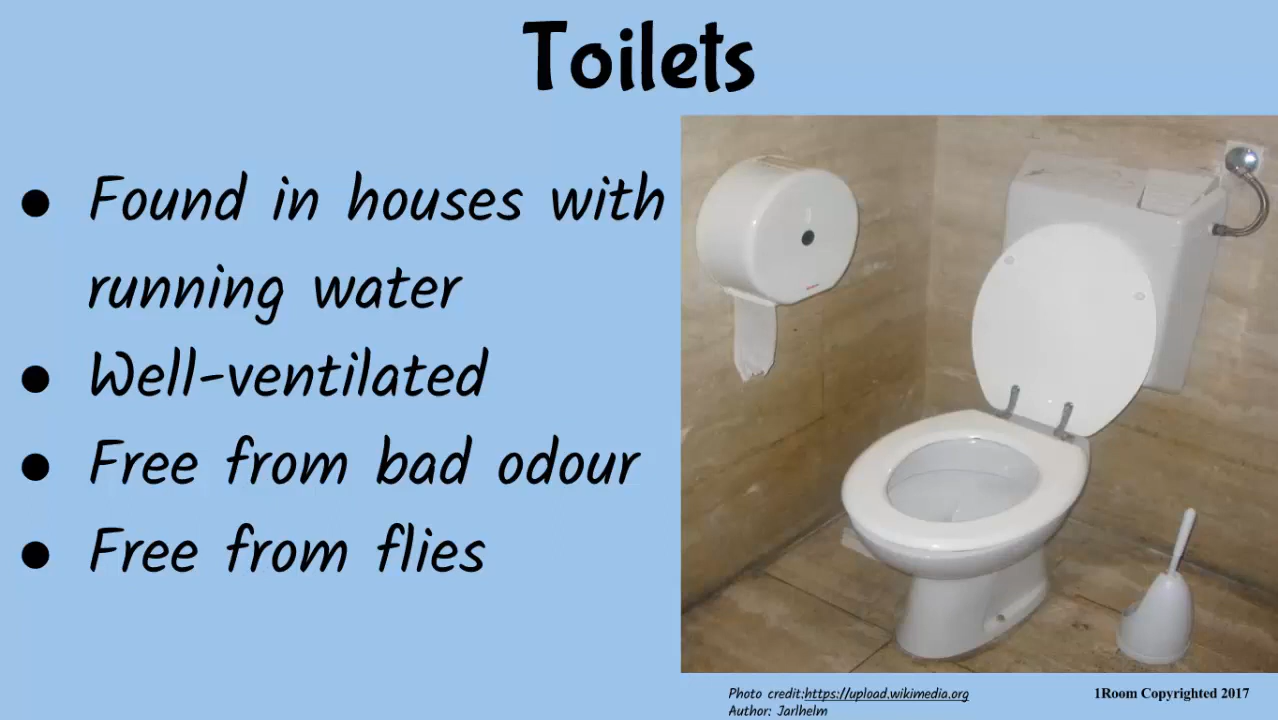 Toilets
● Found in houses with
running water
● Well-ventilated
● Free from bad odour
● Free from flies
Photo credit:https://upload.wikimedia.org
Author: Jarlhelm
1Room Copyrighted 2017